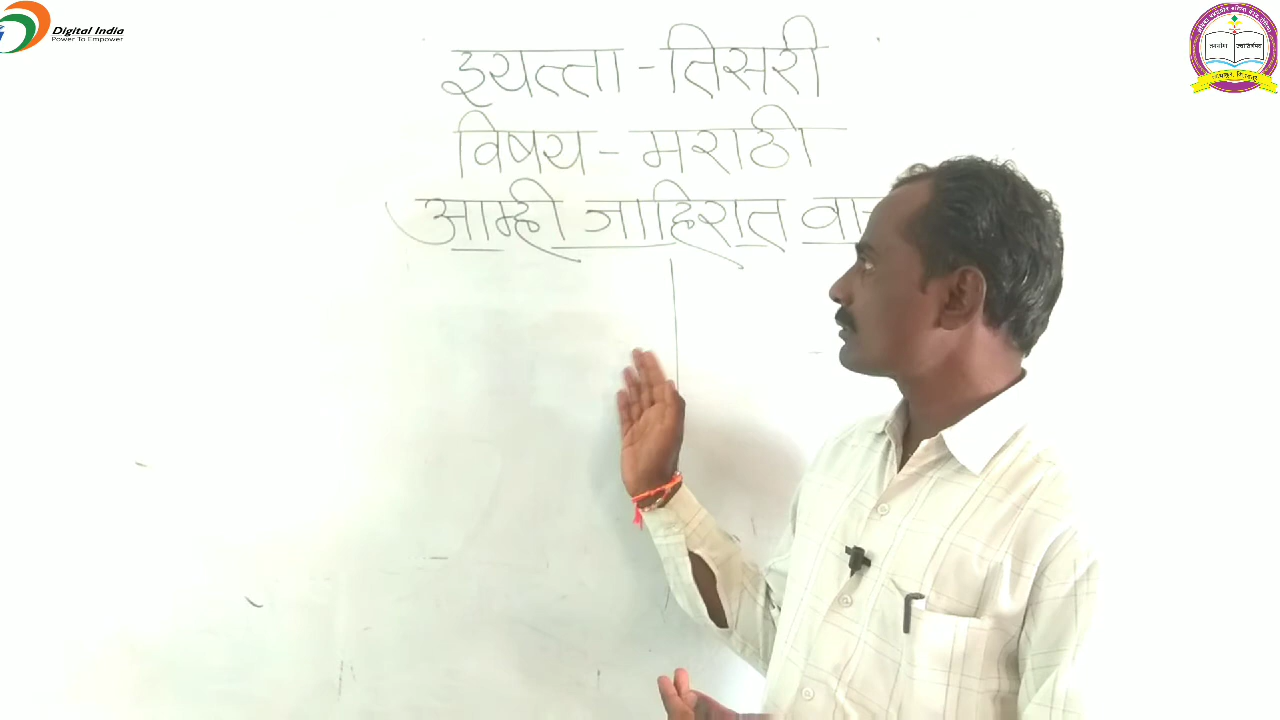 Digital India
Power To Empower
इयत्ता - तिसरी
विषय - मराठी
आम्ही जाहिरात